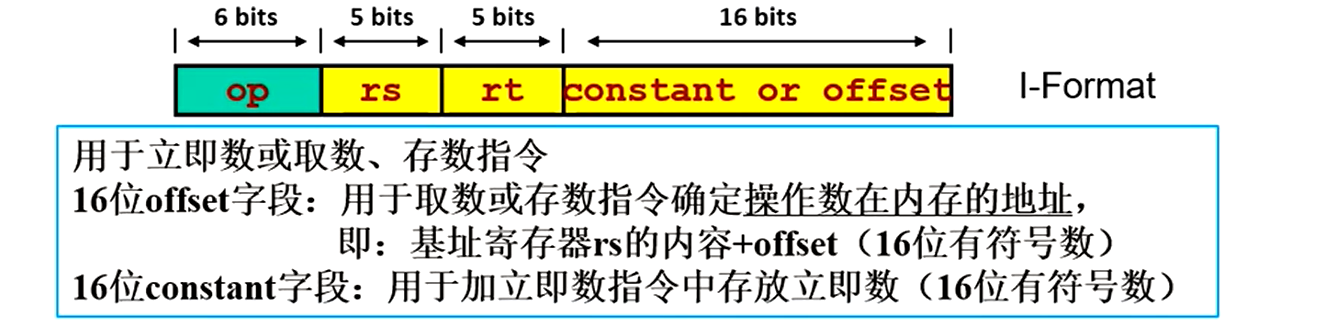 6 bits 5 bits 5 bits 16 bits
op rs rt constant or offset I-Format
用于立即数或取数、存数指令
16位offset字段：用于取数或存数指令确定操作数在内存的地址，
即：基址寄存器rs的内容+offset（16位有符号数）
16位constant字段：用于加立即数指令中存放立即数（16位有符号数）